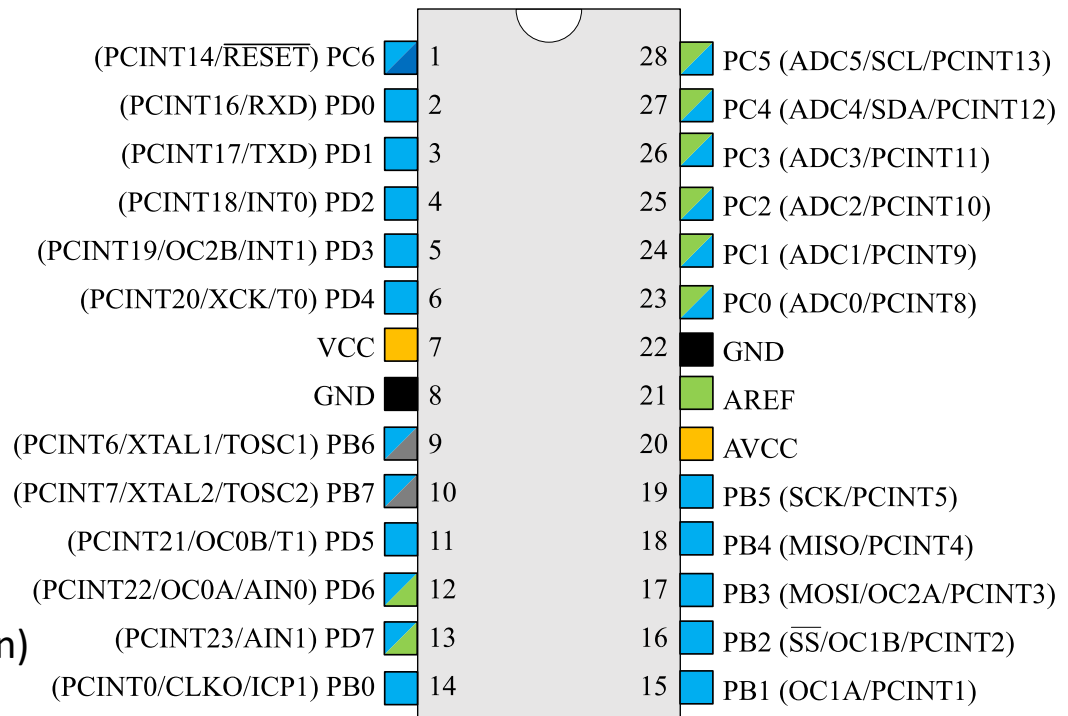 (PCINT14/RESET) PC6 1 28 PC5 (ADC5/SCL/PCINT13)
(PCINT16/RXD) PD0 2 27 PC4 (ADC4/SDA/PCINT12)
(PCINT17/TXD) PD1 3 26 PC3 (ADC3/PCINT11)
(PCINT18/INT0) PD2 4 25 PC2 (ADC2/PCINT10)
(PCINT19/OC2B/INT1) PD3 5 24 PC1 (ADC1/PCINT9)
(PCINT20/XCK/T0) PD4 6 23 PC0 (ADC0/PCINT8)
VCC 7 22 GND
GND 8 21 AREF
(PCINT6/XTAL1/TOSC1) PB6 9 20 AVCC
(PCINT7/XTAL2/TOSC2) PB7 10 19 PB5 (SCK/PCINT5)
(PCINT21/OC0B/T1) PD5 11 18 PB4 (MISO/PCINT4)
(PCINT22/OC0A/AIN0) PD6 12 17 PB3 (MOSI/OC2A/PCINT3)
(PCINT23/AIN1) PD7 13 16 PB2 (SS/OC1B/PCINT2)
n)
(PCINT0/CLKO/ICP1) PB0 14 15 PB1 (OC1A/PCINT1)